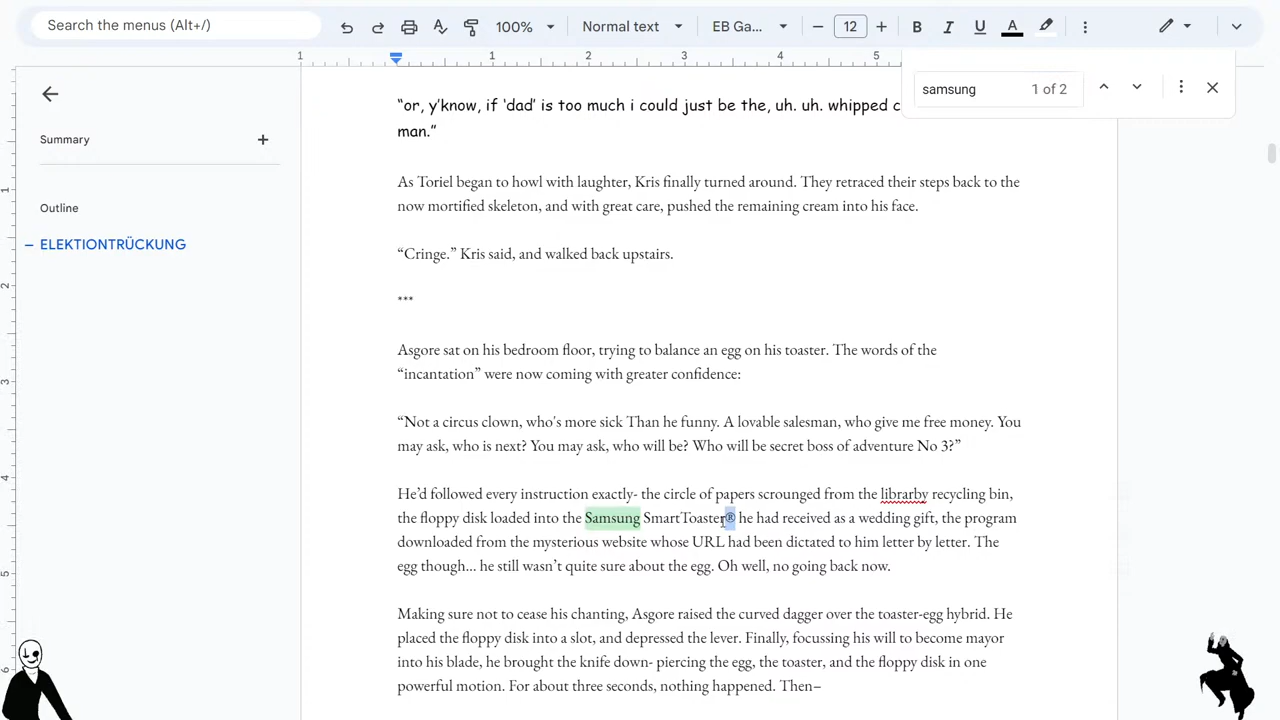 Search the menus (Alt+/)
100%
Normal text
EB Ga...
12
B
I
U
A
1
1
2
3
4
5
samsung
1 of 2
Summary
Outline
ELEKTIONTRÜCKUNG
1
2
3
4
5
6
“or, y’know, if ‘dad’ is too much i could just be the, uh. uh. whipped c
man.”
As Toriel began to howl with laughter, Kris finally turned around. They retraced their steps back to the
now mortified skeleton, and with great care, pushed the remaining cream into his face.
“Cringe.” Kris said, and walked back upstairs.
***
Asgore sat on his bedroom floor, trying to balance an egg on his toaster. The words of the
“incantation” were now coming with greater confidence:
“Not a circus clown, who's more sick Than he funny. A lovable salesman, who give me free money. You
may ask, who is next? You may ask, who will be? Who will be secret boss of adventure No 3?”
He’d followed every instruction exactly- the circle of papers scrounged from the librarby recycling bin,
the floppy disk loaded into the Samsung SmartToaster® he had received as a wedding gift, the program
downloaded from the mysterious website whose URL had been dictated to him letter by letter. The
egg though... he still wasn’t quite sure about the egg. Oh well, no going back now.
Making sure not to cease his chanting, Asgore raised the curved dagger over the toaster-egg hybrid. He
placed the floppy disk into a slot, and depressed the lever. Finally, focussing his will to become mayor
into his blade, he brought the knife down- piercing the egg, the toaster, and the floppy disk in one
powerful motion. For about three seconds, nothing happened. Then–